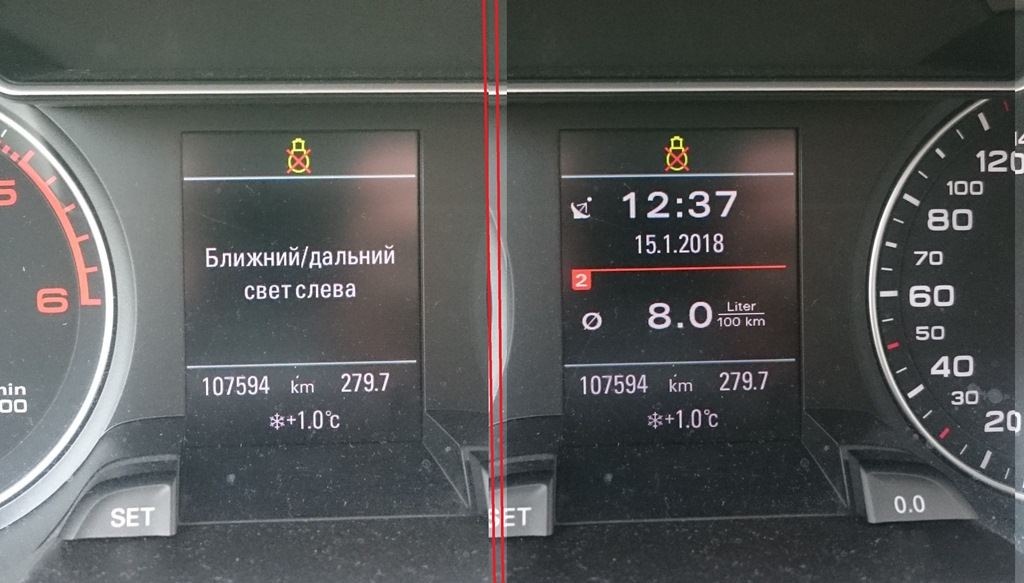 5
6
SET
Ближний/дальний
свет слева
107594 km 279.7
+1.0°C
12:37
15.1.2018
2
Ø 8.0 Liter
100 km
107594 km 279.7
+1.0°C
SET
120
100
80
70
60
50
40
30
20
0.0